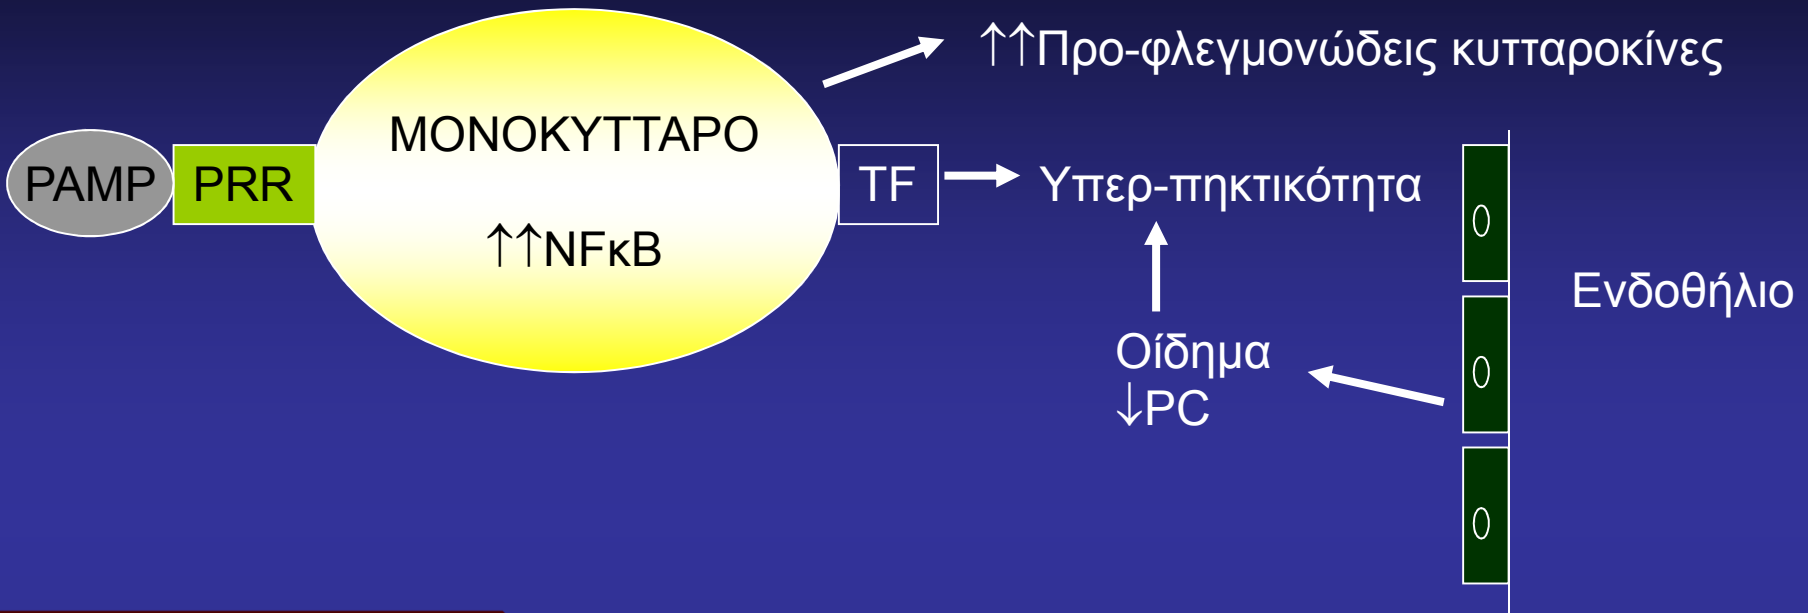 ↑↑Προ-φλεγμονώδεις κυτταροκίνες
ΜΟΝΟΚΥΤΤΑΡΟ
PAMP
PRR
TF
Υπερ-πηκτικότητα
↑↑NFκB
Ενδοθήλιο
Οίδημα
↓PC